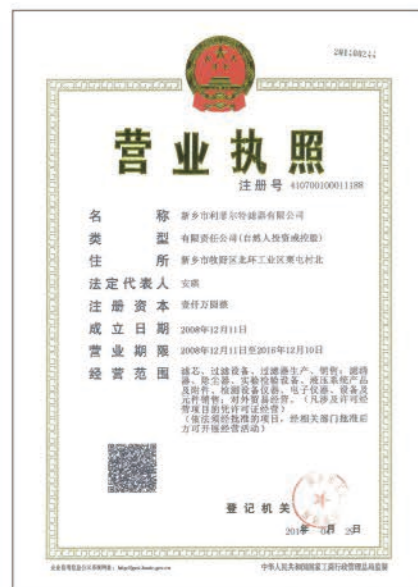 营业执照
注册号 410700100011188
名称 新乡市利菲尔特滤器有限公司
类型 有限责任公司(自然人投资或控股)
住所 新乡市牧野区北环工业区栗屯村北
法定代表人 安琪
注册资本 壹仟万圆整
成立日期 2008年12月11日
营业期限 2008年12月11日至2016年12月10日
经营范围 滤芯、过滤设备、过滤器生产、销售；滤清
器、除尘器、实验检验设备、液压系统产品
及附件、检测设备仪器、电子仪器、设备及
元件销售；对外贸易经营。（凡涉及许可经
营项目的凭许可证经营）
（依法须经批准的项目，经相关部门批准后
方可开展经营活动）
登记机关
年 月 日
中华人民共和国国家工商行政管理总局监制